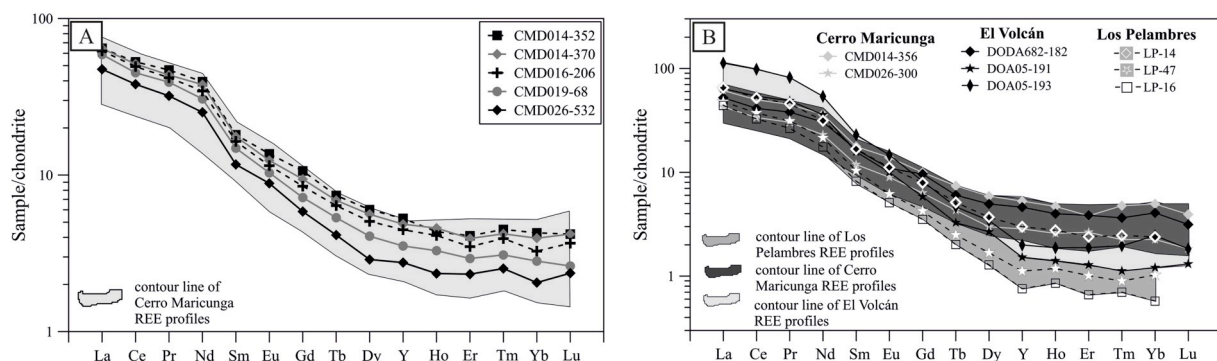 A
100
10
1
Sample/chondrite
CMD014-352
CMD014-370
CMD016-206
CMD019-68
CMD026-532
contour line of
Cerro Maricunga
REE profiles
La Ce Pr Nd Sm Eu Gd Tb Dy Y Ho Er Tm Yb Lu
B
100
10
1
Sample/chondrite
Cerro Maricunga
CMD014-356
CMD026-300
El Volcán
DODA682-182
DOA05-191
DOA05-193
Los Pelambres
LP-14
LP-47
LP-16
contour line of Los
Pelambres REE profiles
contour line of Cerro
Maricunga REE profiles
contour line of El Volcán
REE profiles
La Ce Pr Nd Sm Eu Gd Tb Dy Y Ho Er Tm Yb Lu